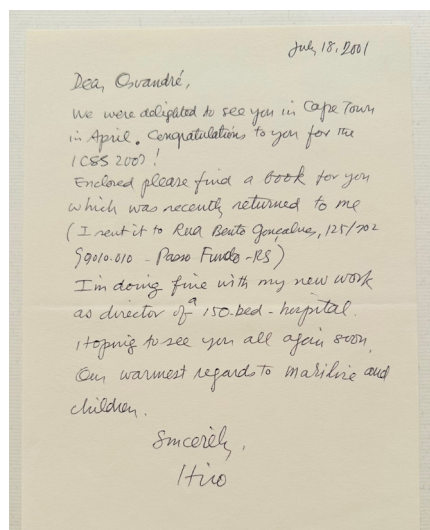 July 18, 2001
Dear Osvandré,
We were delighted to see you in Cape Town
in April. Congratulations to you for the
ICSS 2007!
Enclosed please find a book for you
which was recently returned to me
(I sent it to Rua Bento Gonçalves, 125/702
99010.010 - Passo Fundo - RS)
I'm doing fine with my new work
as director of a 150-bed-hospital.
Hoping to see you all again soon.
Our warmest regards to Marilise and
children.
Sincerely,
Hiro